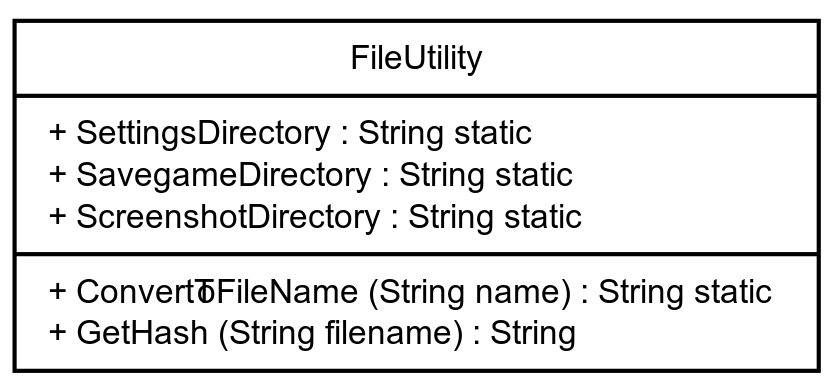 FileUtility
+ SettingsDirectory : String static
+ SavegameDirectory : String static
+ ScreenshotDirectory : String static
+ ConvertToFileName (String name) : String static
+ GetHash (String filename) : String